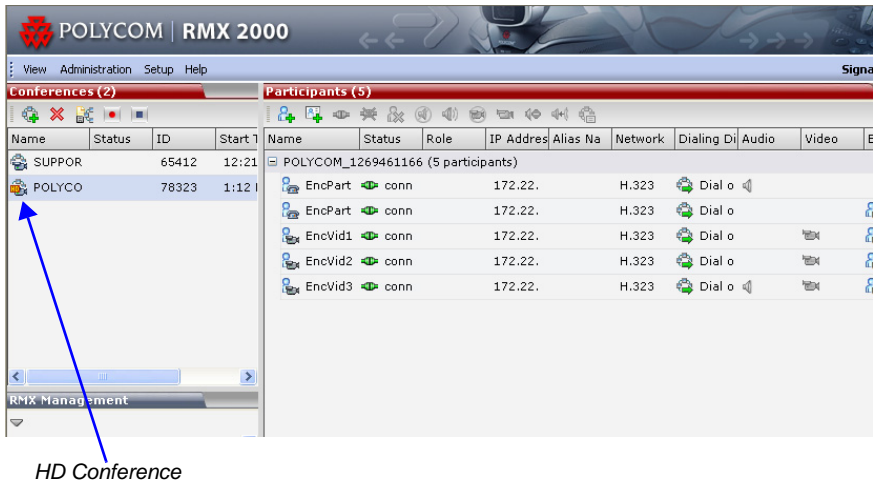 POLYCOM | RMX 2000
View Administration Setup Help
Signa
Conferences (2)
Participants (5)
Name Status ID Start T
Name Status Role IP Addres Alias Na Network Dialing Di Audio Video E
SUPPOR 65412 12:21
POLYCOM_1269461166 (5 participants)
POLYCO 78323 1:12
EncPart conn 172.22. H.323 Dial o
EncPart conn 172.22. H.323 Dial o
EncVid1 conn 172.22. H.323 Dial o
EncVid2 conn 172.22. H.323 Dial o
EncVid3 conn 172.22. H.323 Dial o
RMX Management
HD Conference